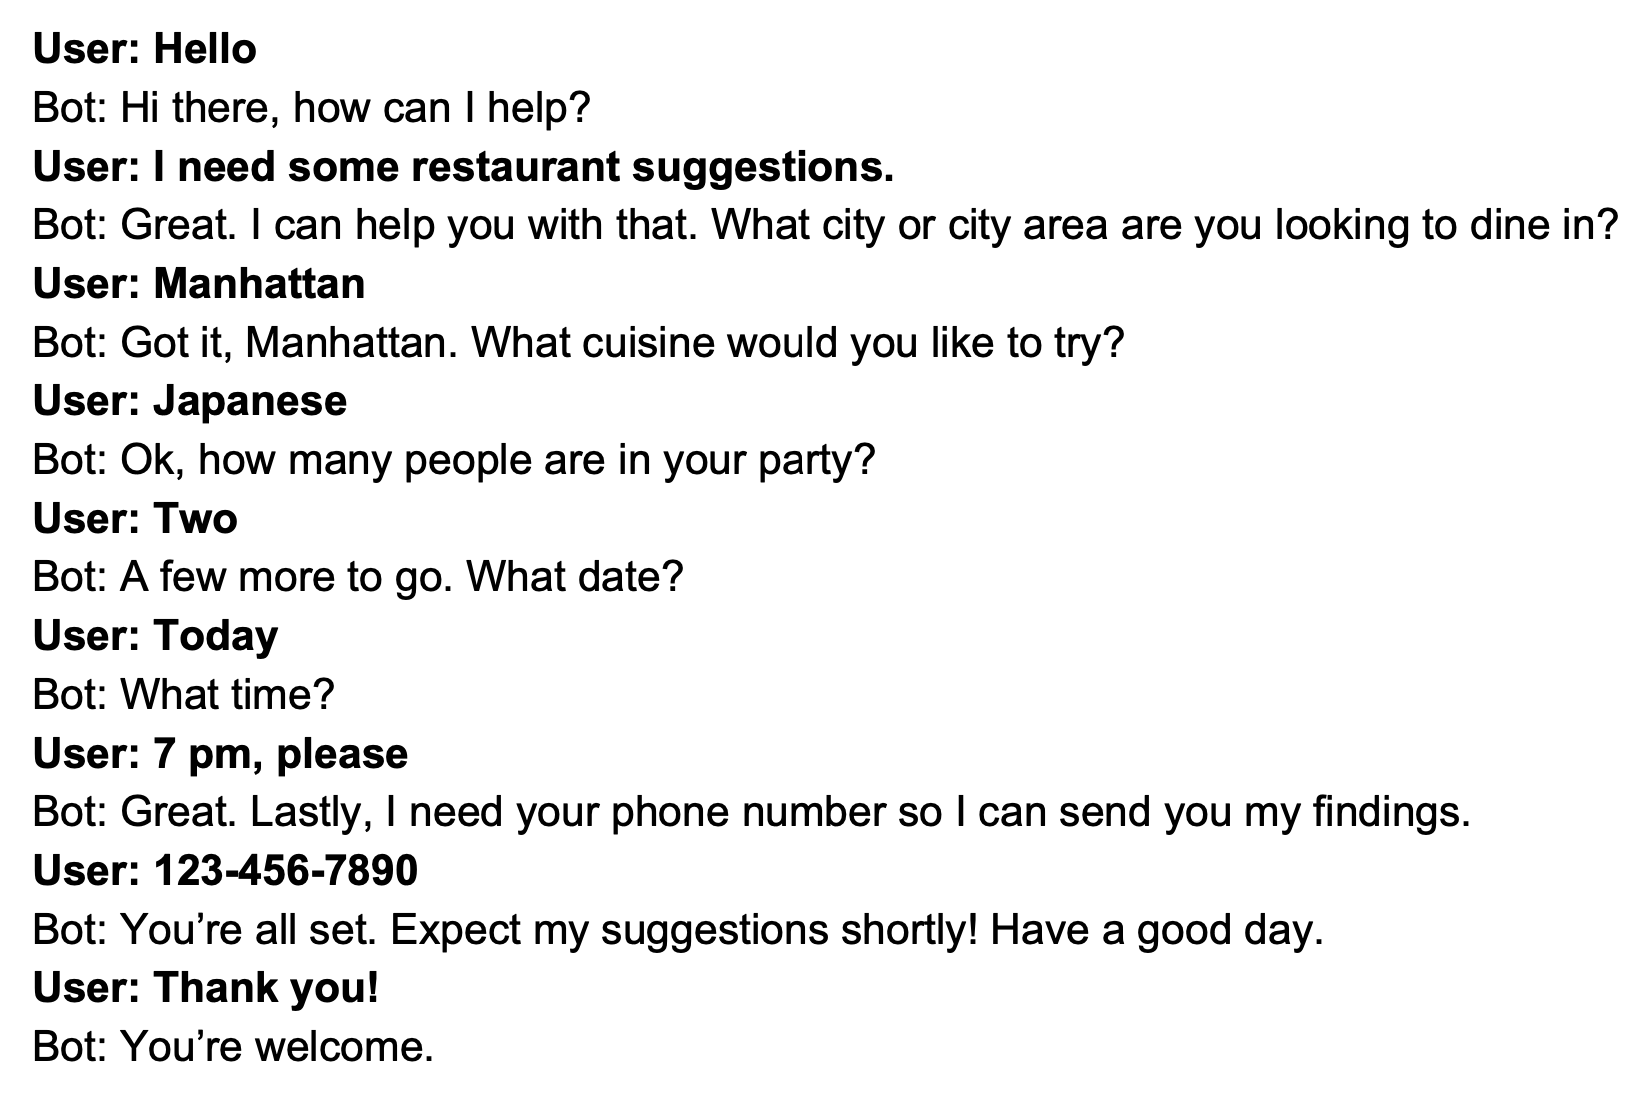 User: Hello
Bot: Hi there, how can I help?
User: I need some restaurant suggestions.
Bot: Great. I can help you with that. What city or city area are you looking to dine in?
User: Manhattan
Bot: Got it, Manhattan. What cuisine would you like to try?
User: Japanese
Bot: Ok, how many people are in your party?
User: Two
Bot: A few more to go. What date?
User: Today
Bot: What time?
User: 7 pm, please
Bot: Great. Lastly, I need your phone number so I can send you my findings.
User: 123-456-7890
Bot: You’re all set. Expect my suggestions shortly! Have a good day.
User: Thank you!
Bot: You’re welcome.